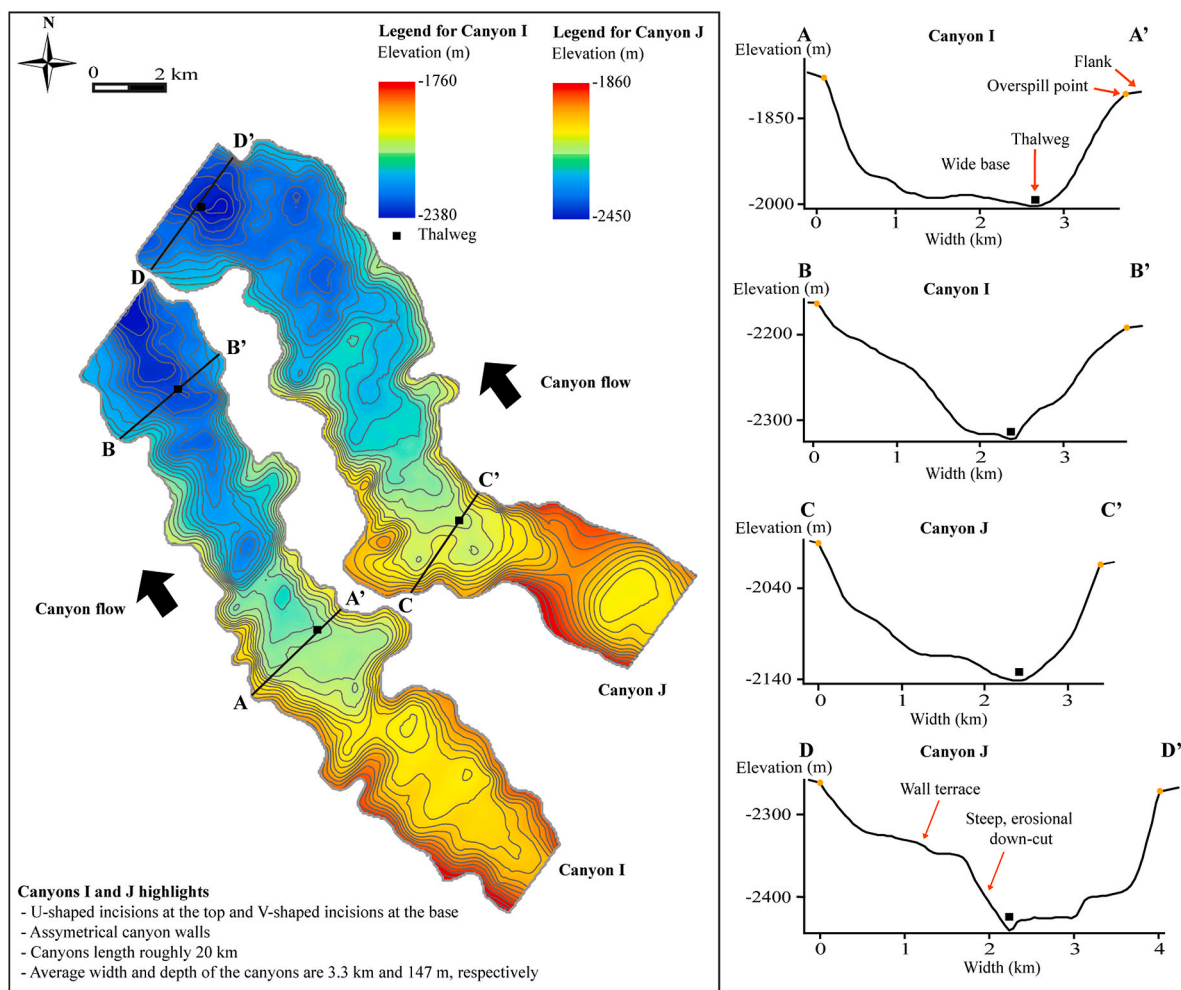 N
0 2 km
Legend for Canyon I
Elevation (m)
-1760
-2380
Thalweg
Legend for Canyon J
Elevation (m)
-1860
-2450
D'
D
B'
B
Canyon flow
C'
C
Canyon flow
A'
A
Canyon J
Canyon I
Canyons I and J highlights
- U-shaped incisions at the top and V-shaped incisions at the base
- Assymetrical canyon walls
- Canyons length roughly 20 km
- Average width and depth of the canyons are 3.3 km and 147 m, respectively
A A'
Elevation (m)
Canyon I
Flank
Overspill point
-1850
Thalweg
Wide base
-2000
0 1 2 3
Width (km)
B B'
Elevation (m)
Canyon I
-2200
-2300
0 1 2 3
Width (km)
C C'
Elevation (m)
Canyon J
-2040
-2140
0 1 2 3
Width (km)
D D'
Elevation (m)
Canyon J
Wall terrace
-2300
Steep, erosional
down-cut
-2400
0 1 2 3 4
Width (km)